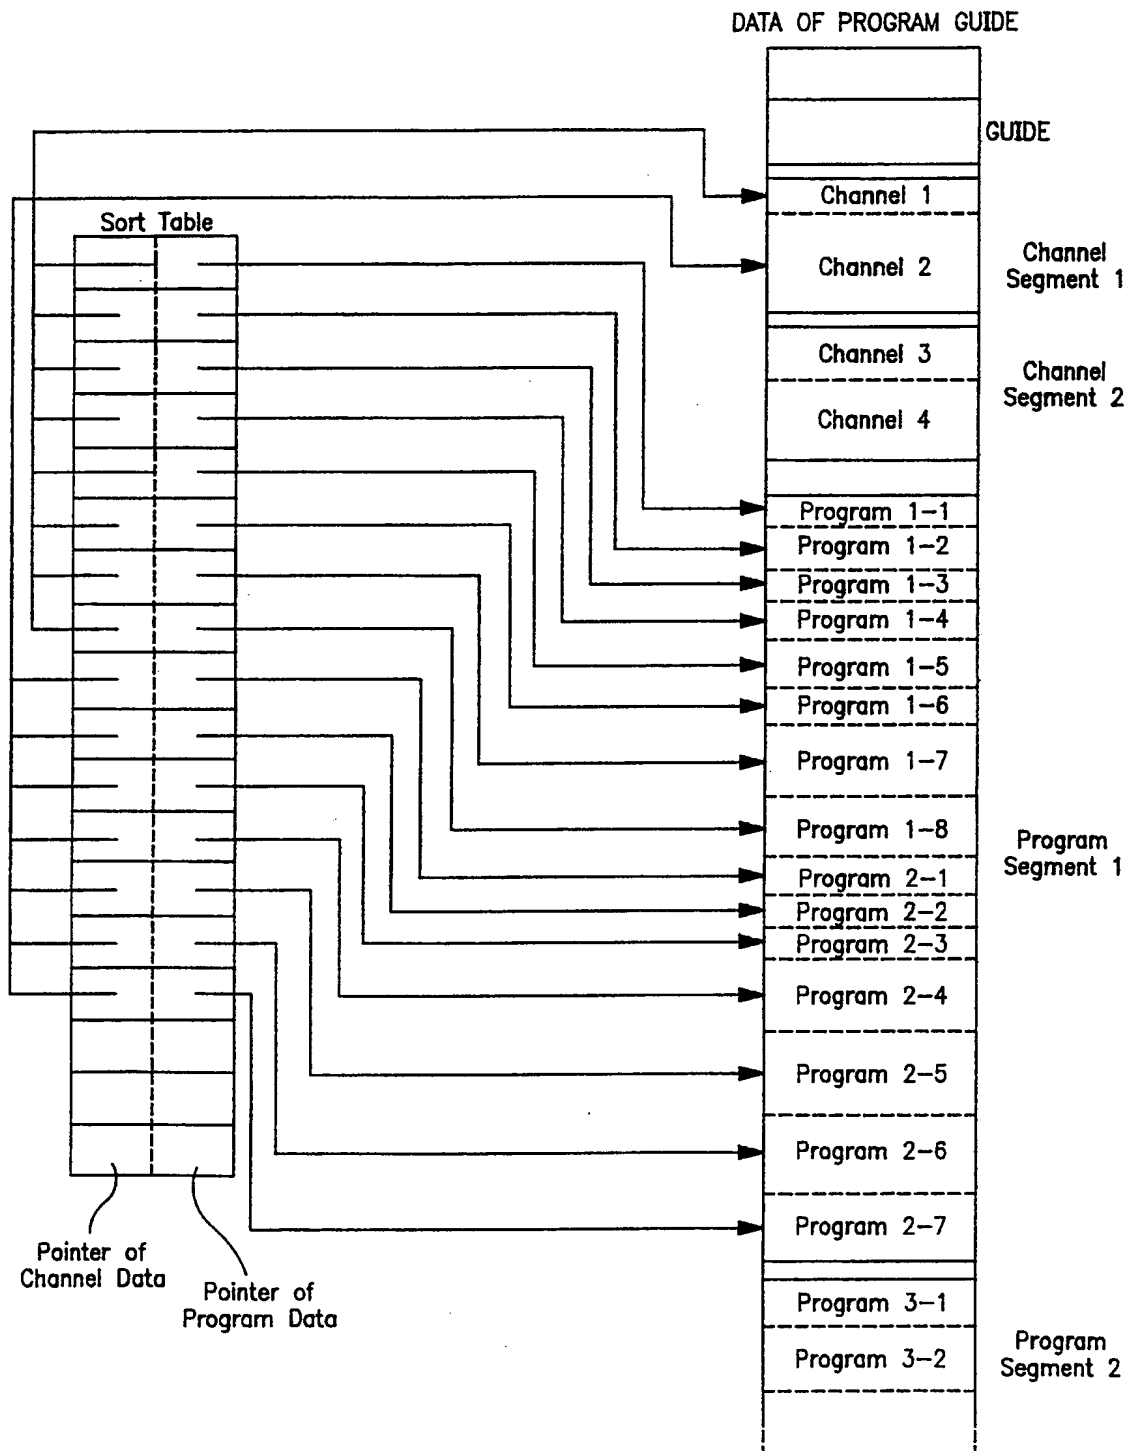 DATA OF PROGRAM GUIDE
GUIDE
Channel 1
Sort Table
Channel 2
Channel
Segment 1
Channel 3
Channel
Segment 2
Channel 4
Program 1-1
Program 1-2
Program 1-3
Program 1-4
Program 1-5
Program 1-6
Program 1-7
Program 1-8
Program
Segment 1
Program 2-1
Program 2-2
Program 2-3
Program 2-4
Program 2-5
Program 2-6
Program 2-7
Pointer of
Channel Data
Pointer of
Program Data
Program 3-1
Program 3-2
Program
Segment 2